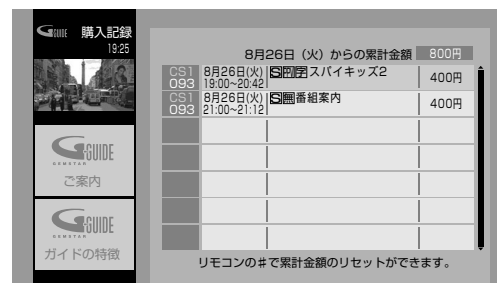 G GUIDE 購入記録
19:25
8月26日（火）からの累計金額 800円
CS1 093 8月26日(火) 19:00~20:42 S 字 スパイキッズ2 400円
CS1 093 8月26日(火) 21:00~21:12 S 番組案内 400円
G-GUIDE
GEMSTAR
ご案内
G-GUIDE
GEMSTAR
ガイドの特徴
リモコンの#で累計金額のリセットができます。